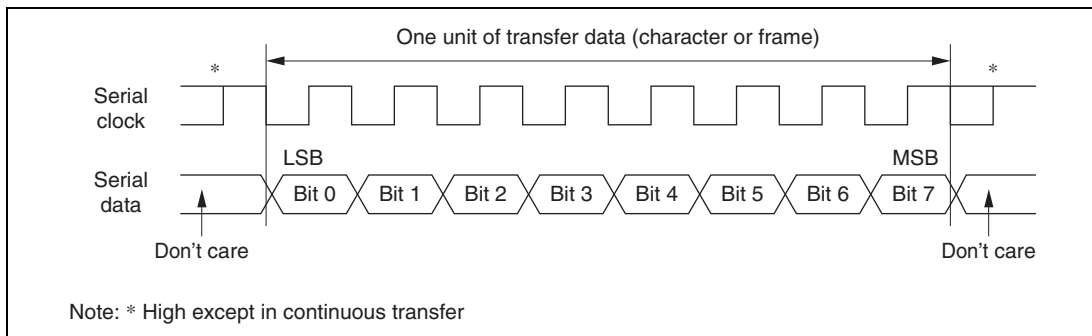 One unit of transfer data (character or frame)
* *
Serial
clock
LSB MSB
Serial
data
Bit 0 Bit 1 Bit 2 Bit 3 Bit 4 Bit 5 Bit 6 Bit 7
Don't care Don't care
Note: * High except in continuous transfer